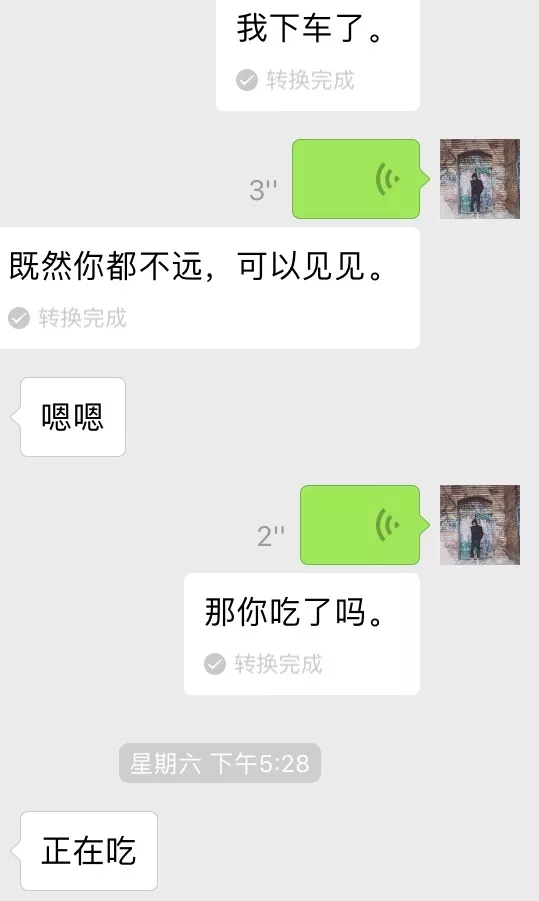 我下车了。
转换完成
3''
既然你都不远，可以见见。
转换完成
嗯嗯
2''
那你吃了吗。
转换完成
星期六 下午5:28
正在吃